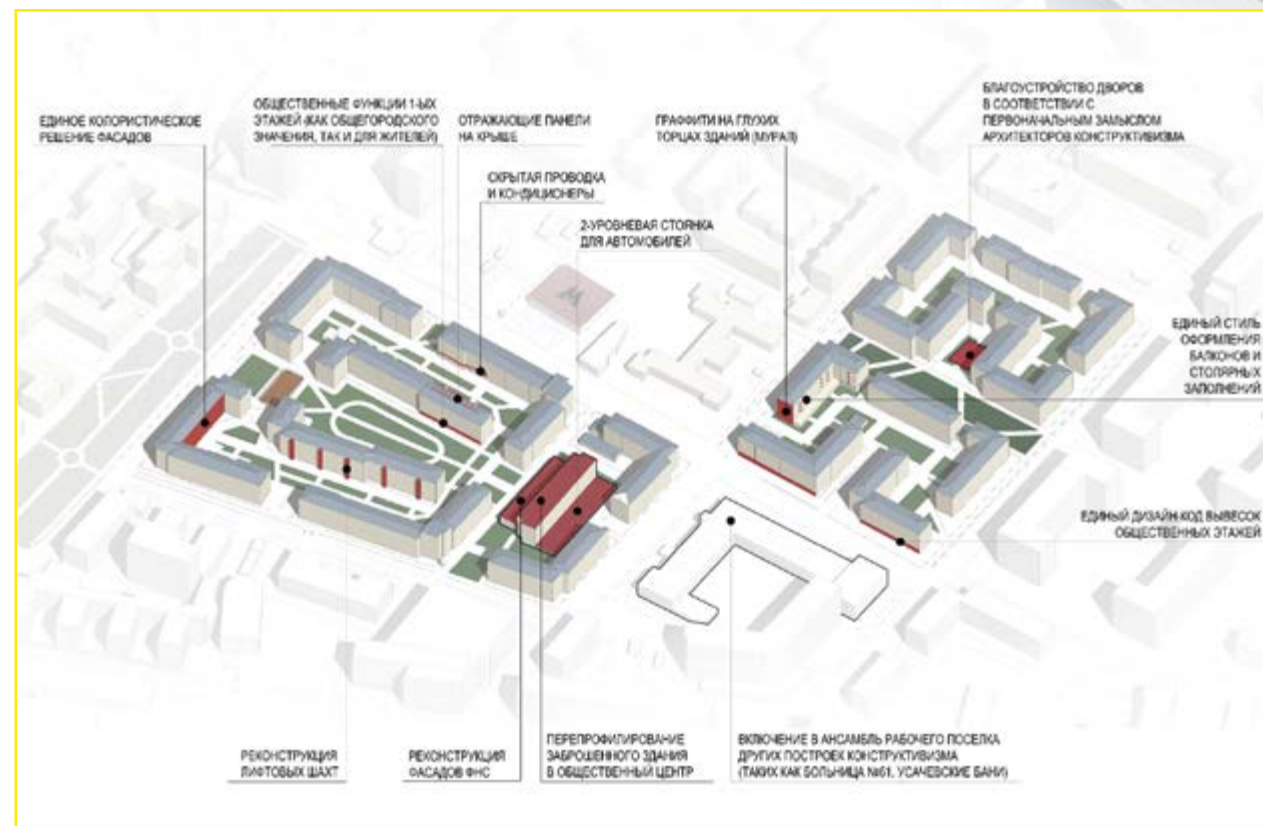 ЕДИНОЕ КОЛОРИСТИЧЕСКОЕ
РЕШЕНИЕ ФАСАДОВ
ОБЩЕСТВЕННЫЕ ФУНКЦИИ 1-ЫХ
ЭТАЖЕЙ (КАК ОБЩЕГОРОДСКОГО
ЗНАЧЕНИЯ, ТАК И ДЛЯ ЖИТЕЛЕЙ)
ОТРАЖАЮЩИЕ ПАНЕЛИ
НА КРЫШЕ
СКРЫТАЯ ПРОВОДКА
И КОНДИЦИОНЕРЫ
2-УРОВНЕВАЯ СТОЯНКА
ДЛЯ АВТОМОБИЛЕЙ
ГРАФФИТИ НА ГЛУХИХ
ТОРЦАХ ЗДАНИЙ (МУРАЛ)
БЛАГОУСТРОЙСТВО ДВОРОВ
В СООТВЕТСТВИИ С
ПЕРВОНАЧАЛЬНЫМ ЗАМЫСЛОМ
АРХИТЕКТОРОВ КОНСТРУКТИВИЗМА
М
ЕДИНЫЙ СТИЛЬ
ОФОРМЛЕНИЯ
БАЛКОНОВ И
СТОЛЯРНЫХ
ЗАПОЛНЕНИЙ
ЕДИНЫЙ ДИЗАЙН-КОД ВЫВЕСОК
ОБЩЕСТВЕННЫХ ЭТАЖЕЙ
РЕКОНСТРУКЦИЯ
ЛИФТОВЫХ ШАХТ
РЕКОНСТРУКЦИЯ
ФАСАДОВ ФНС
ПЕРЕПРОФИЛИРОВАНИЕ
ЗАБРОШЕННОГО ЗДАНИЯ
В ОБЩЕСТВЕННЫЙ ЦЕНТР
ВКЛЮЧЕНИЕ В АНСАМБЛЬ РАБОЧЕГО ПОСЕЛКА
ДРУГИХ ПОСТРОЕК КОНСТРУКТИВИЗМА
(ТАКИХ КАК БОЛЬНИЦА №61, УСАЧЕВСКИЕ БАНИ)